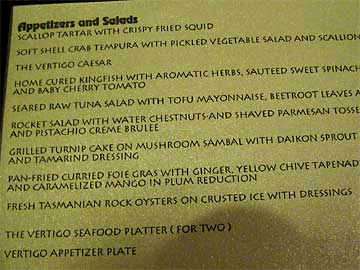 Appetizers and Salads
SCALLOP TARTAR WITH CRISPY FRIED SQUID
SOFT SHELL CRAB TEMPURA WITH PICKLED VEGETABLE SALAD AND SCALLION
THE VERTIGO CAESAR
HOME CURED KINGFISH WITH AROMATIC HERBS, SAUTEED SWEET SPINAC
AND BABY CHERRY TOMATO
SEARED RAW TUNA SALAD WITH TOFU MAYONNAISE, BEETROOT LEAVES A
ROCKET SALAD WITH WATER CHESTNUTS AND SHAVED PARMESAN TOSSE
AND PISTACHIO CREME BRULEE
GRILLED TURNIP CAKE ON MUSHROOM SAMBAL WITH DAIKON SPROUT
AND TAMARIND DRESSING
PAN-FRIED CURRIED FOIE GRAS WITH GINGER, YELLOW CHIVE TAPENAD
AND CARAMELIZED MANGO IN PLUM REDUCTION
FRESH TASMANIAN ROCK OYSTERS ON CRUSTED ICE WITH DRESSINGS
THE VERTIGO SEAFOOD PLATTER ( FOR TWO )
VERTIGO APPETIZER PLATE